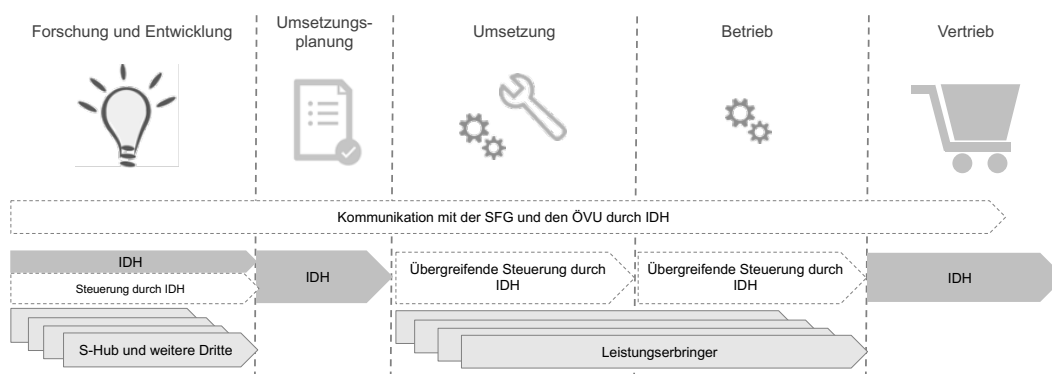 Forschung und Entwicklung
Umsetzungs-
planung
Umsetzung
Betrieb
Vertrieb
Kommunikation mit der SFG und den ÖVU durch IDH
IDH
Steuerung durch IDH
IDH
Übergreifende Steuerung durch
IDH
Übergreifende Steuerung durch
IDH
IDH
S-Hub und weitere Dritte
Leistungserbringer